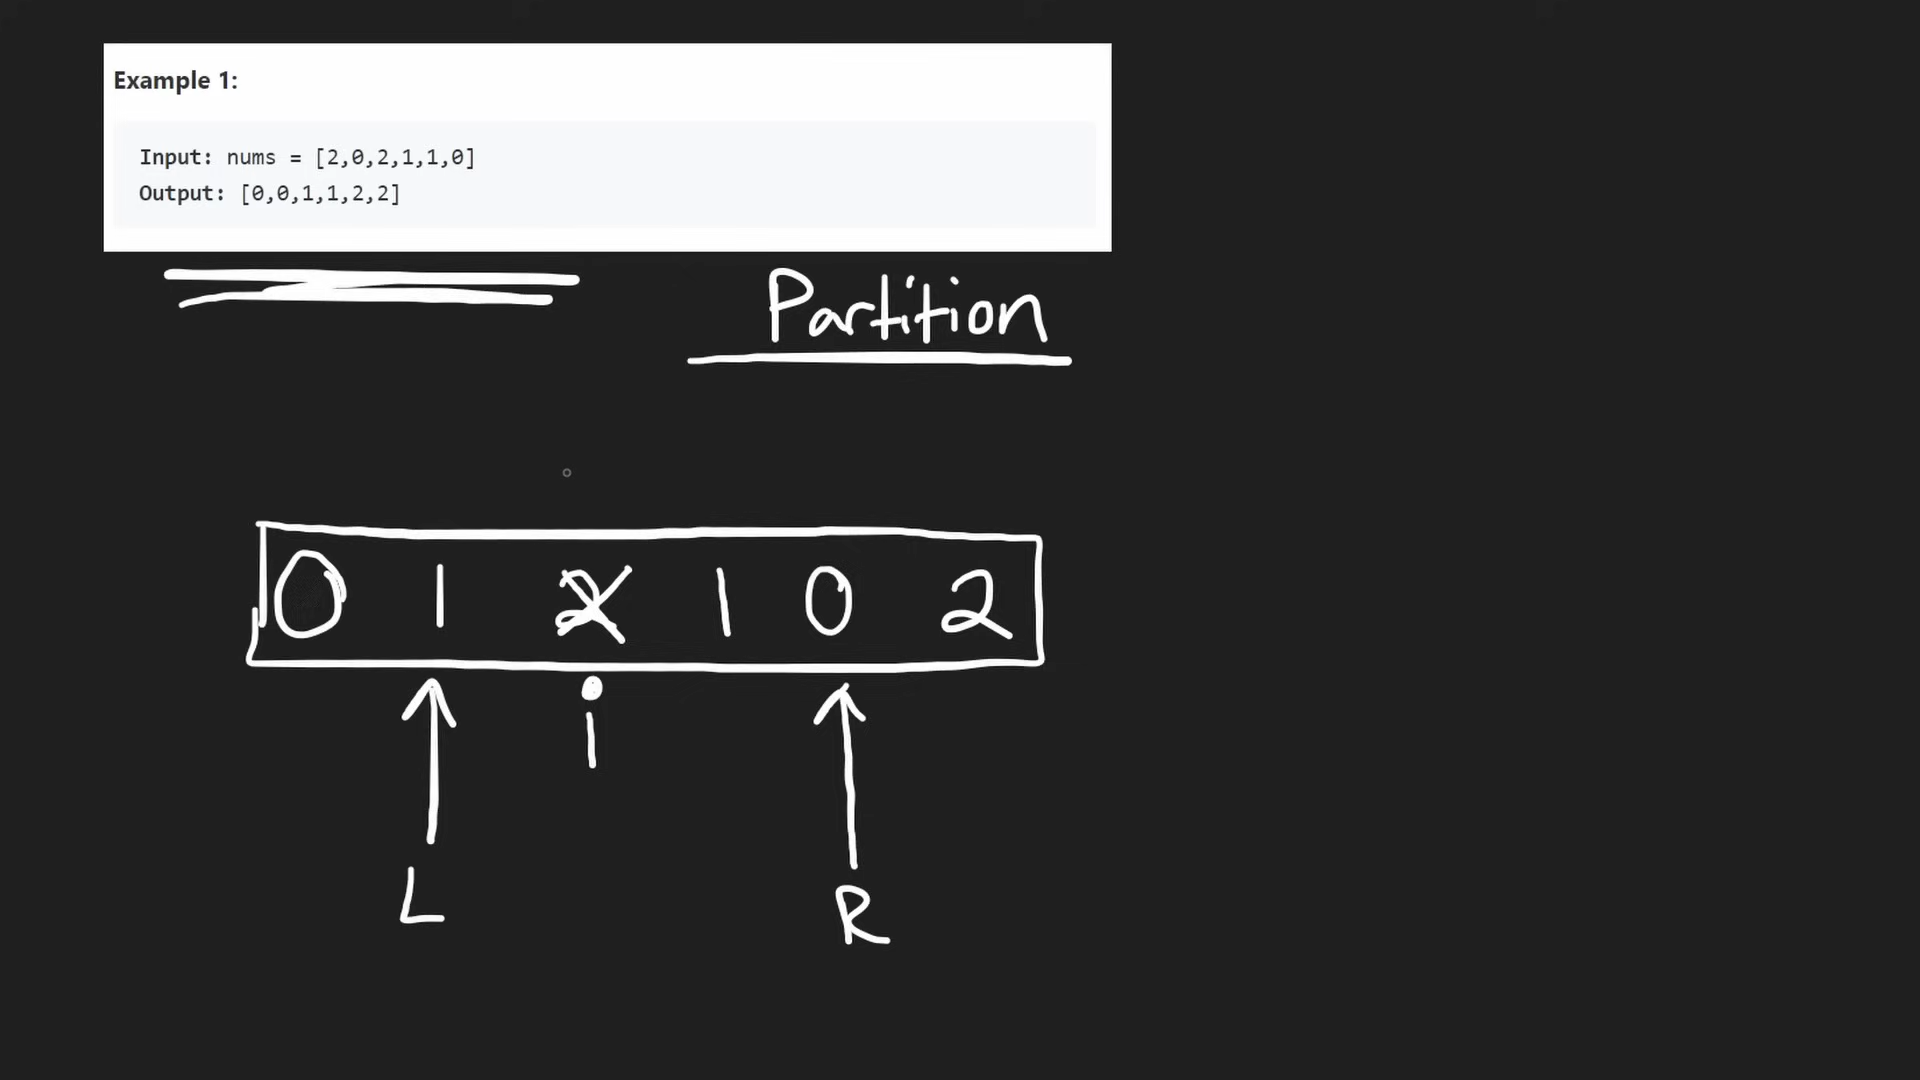 Example 1:
Input: nums = [2,0,2,1,1,0]
Output: [0,0,1,1,2,2]
Partition
0 1 2 1 0 2
i
L
R